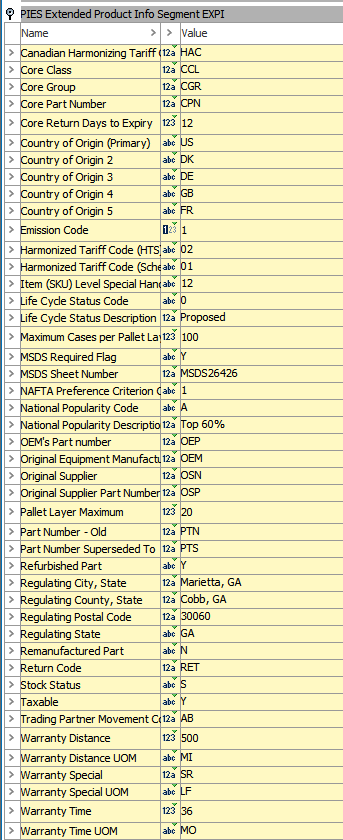 PIES Extended Product Info Segment EXPI
Name > > Value
Canadian Harmonizing Tariff C 12a HAC
Core Class 12a CCL
Core Group 12a CGR
Core Part Number 12a CPN
Core Return Days to Expiry 123 12
Country of Origin (Primary) abc US
Country of Origin 2 abc DK
Country of Origin 3 abc DE
Country of Origin 4 abc GB
Country of Origin 5 abc FR
Emission Code 123 1
Harmonized Tariff Code (HTS) abc 02
Harmonized Tariff Code (Sche abc 01
Item (SKU) Level Special Hand abc 12
Life Cycle Status Code abc 0
Life Cycle Status Description 12a Proposed
Maximum Cases per Pallet Lay 123 100
MSDS Required Flag abc Y
MSDS Sheet Number 12a MSDS26426
NAFTA Preference Criterion C abc 1
National Popularity Code abc A
National Popularity Descriptio 12a Top 60%
OEM's Part number 12a OEP
Original Equipment Manufactu 12a OEM
Original Supplier 12a OSN
Original Supplier Part Number 12a OSP
Pallet Layer Maximum 123 20
Part Number - Old 12a PTN
Part Number Superseded To 12a PTS
Refurbished Part abc Y
Regulating City, State 12a Marietta, GA
Regulating County, State 12a Cobb, GA
Regulating Postal Code 12a 30060
Regulating State abc GA
Remanufactured Part abc N
Return Code 12a RET
Stock Status abc S
Taxable abc Y
Trading Partner Movement Co 12a AB
Warranty Distance 123 500
Warranty Distance UOM abc MI
Warranty Special 12a SR
Warranty Special UOM abc LF
Warranty Time 123 36
Warranty Time UOM abc MO